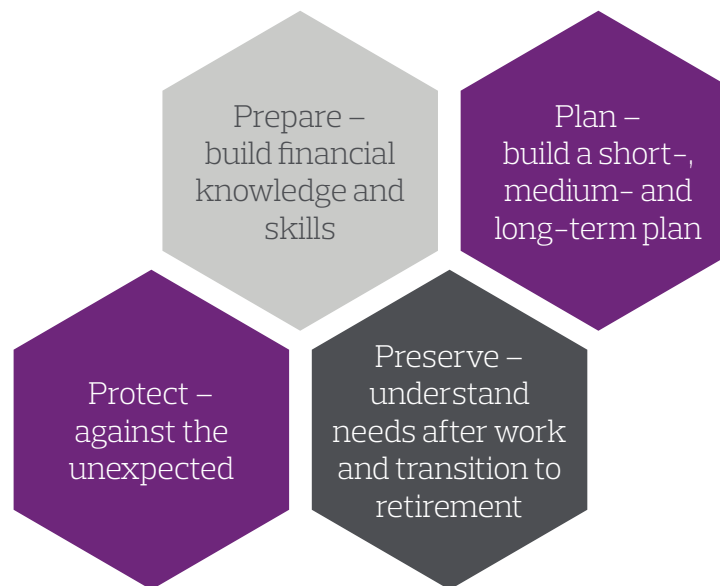 Prepare –
build financial
knowledge and
skills
Plan –
build a short-,
medium- and
long-term plan
Protect –
against the
unexpected
Preserve –
understand
needs after work
and transition to
retirement